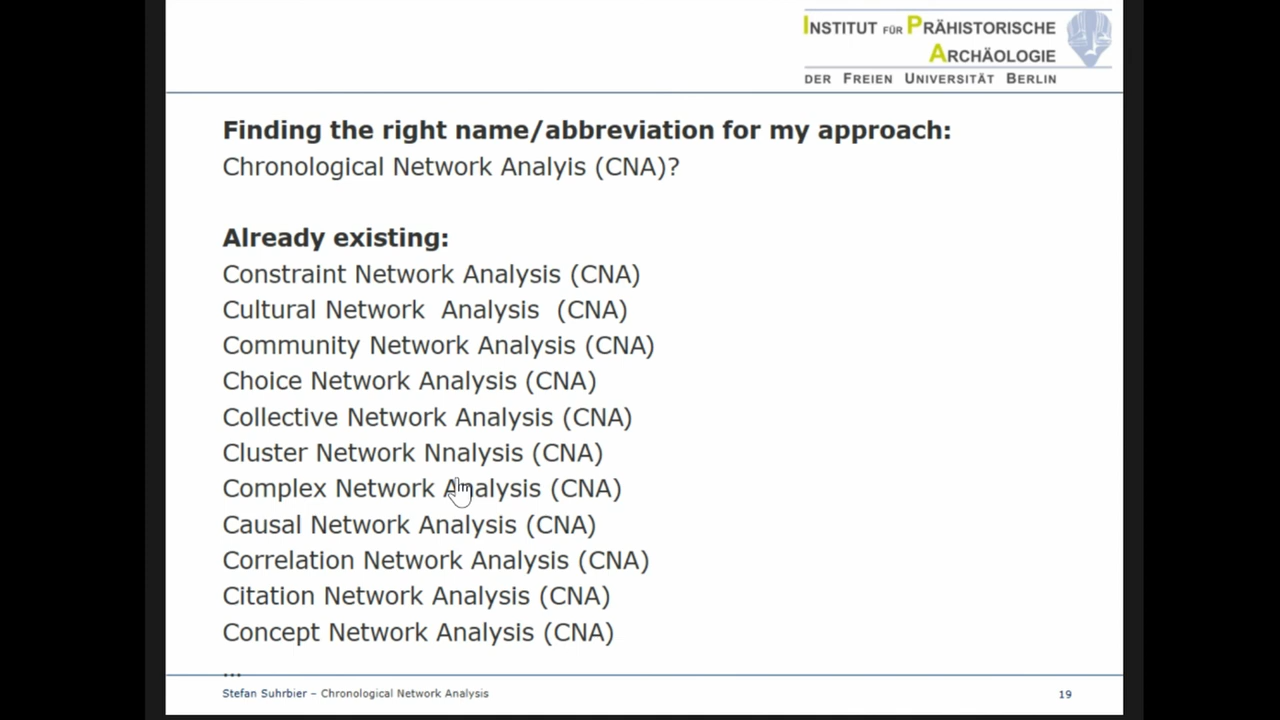 INSTITUT FÜR PRÄHISTORISCHE
ARCHÄOLOGIE
DER FREIEN UNIVERSITÄT BERLIN
Finding the right name/abbreviation for my approach:
Chronological Network Analyis (CNA)?
Already existing:
Constraint Network Analysis (CNA)
Cultural Network  Analysis  (CNA)
Community Network Analysis (CNA)
Choice Network Analysis (CNA)
Collective Network Analysis (CNA)
Cluster Network Nnalysis (CNA)
Complex Network Analysis (CNA)
Causal Network Analysis (CNA)
Correlation Network Analysis (CNA)
Citation Network Analysis (CNA)
Concept Network Analysis (CNA)
...
Stefan Suhrbier – Chronological Network Analysis
19